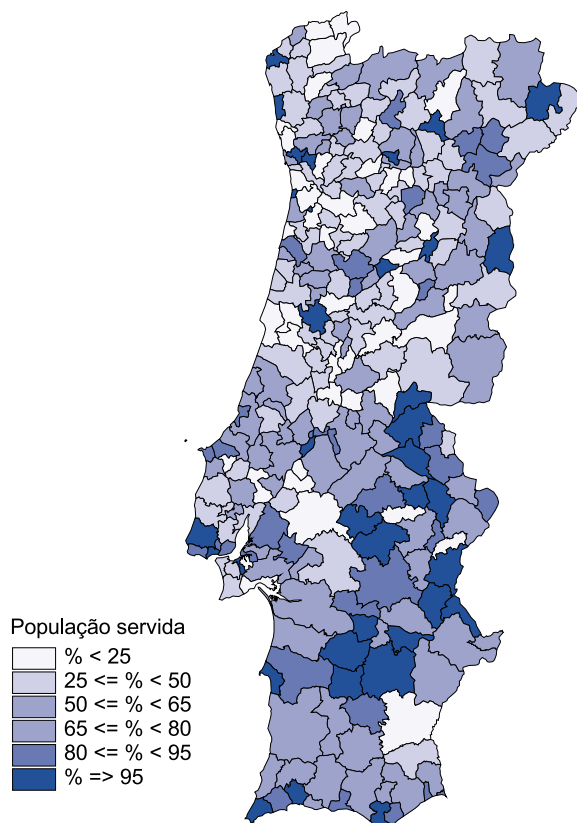 População servida
% < 25
25 <= % < 50
50 <= % < 65
65 <= % < 80
80 <= % < 95
% => 95